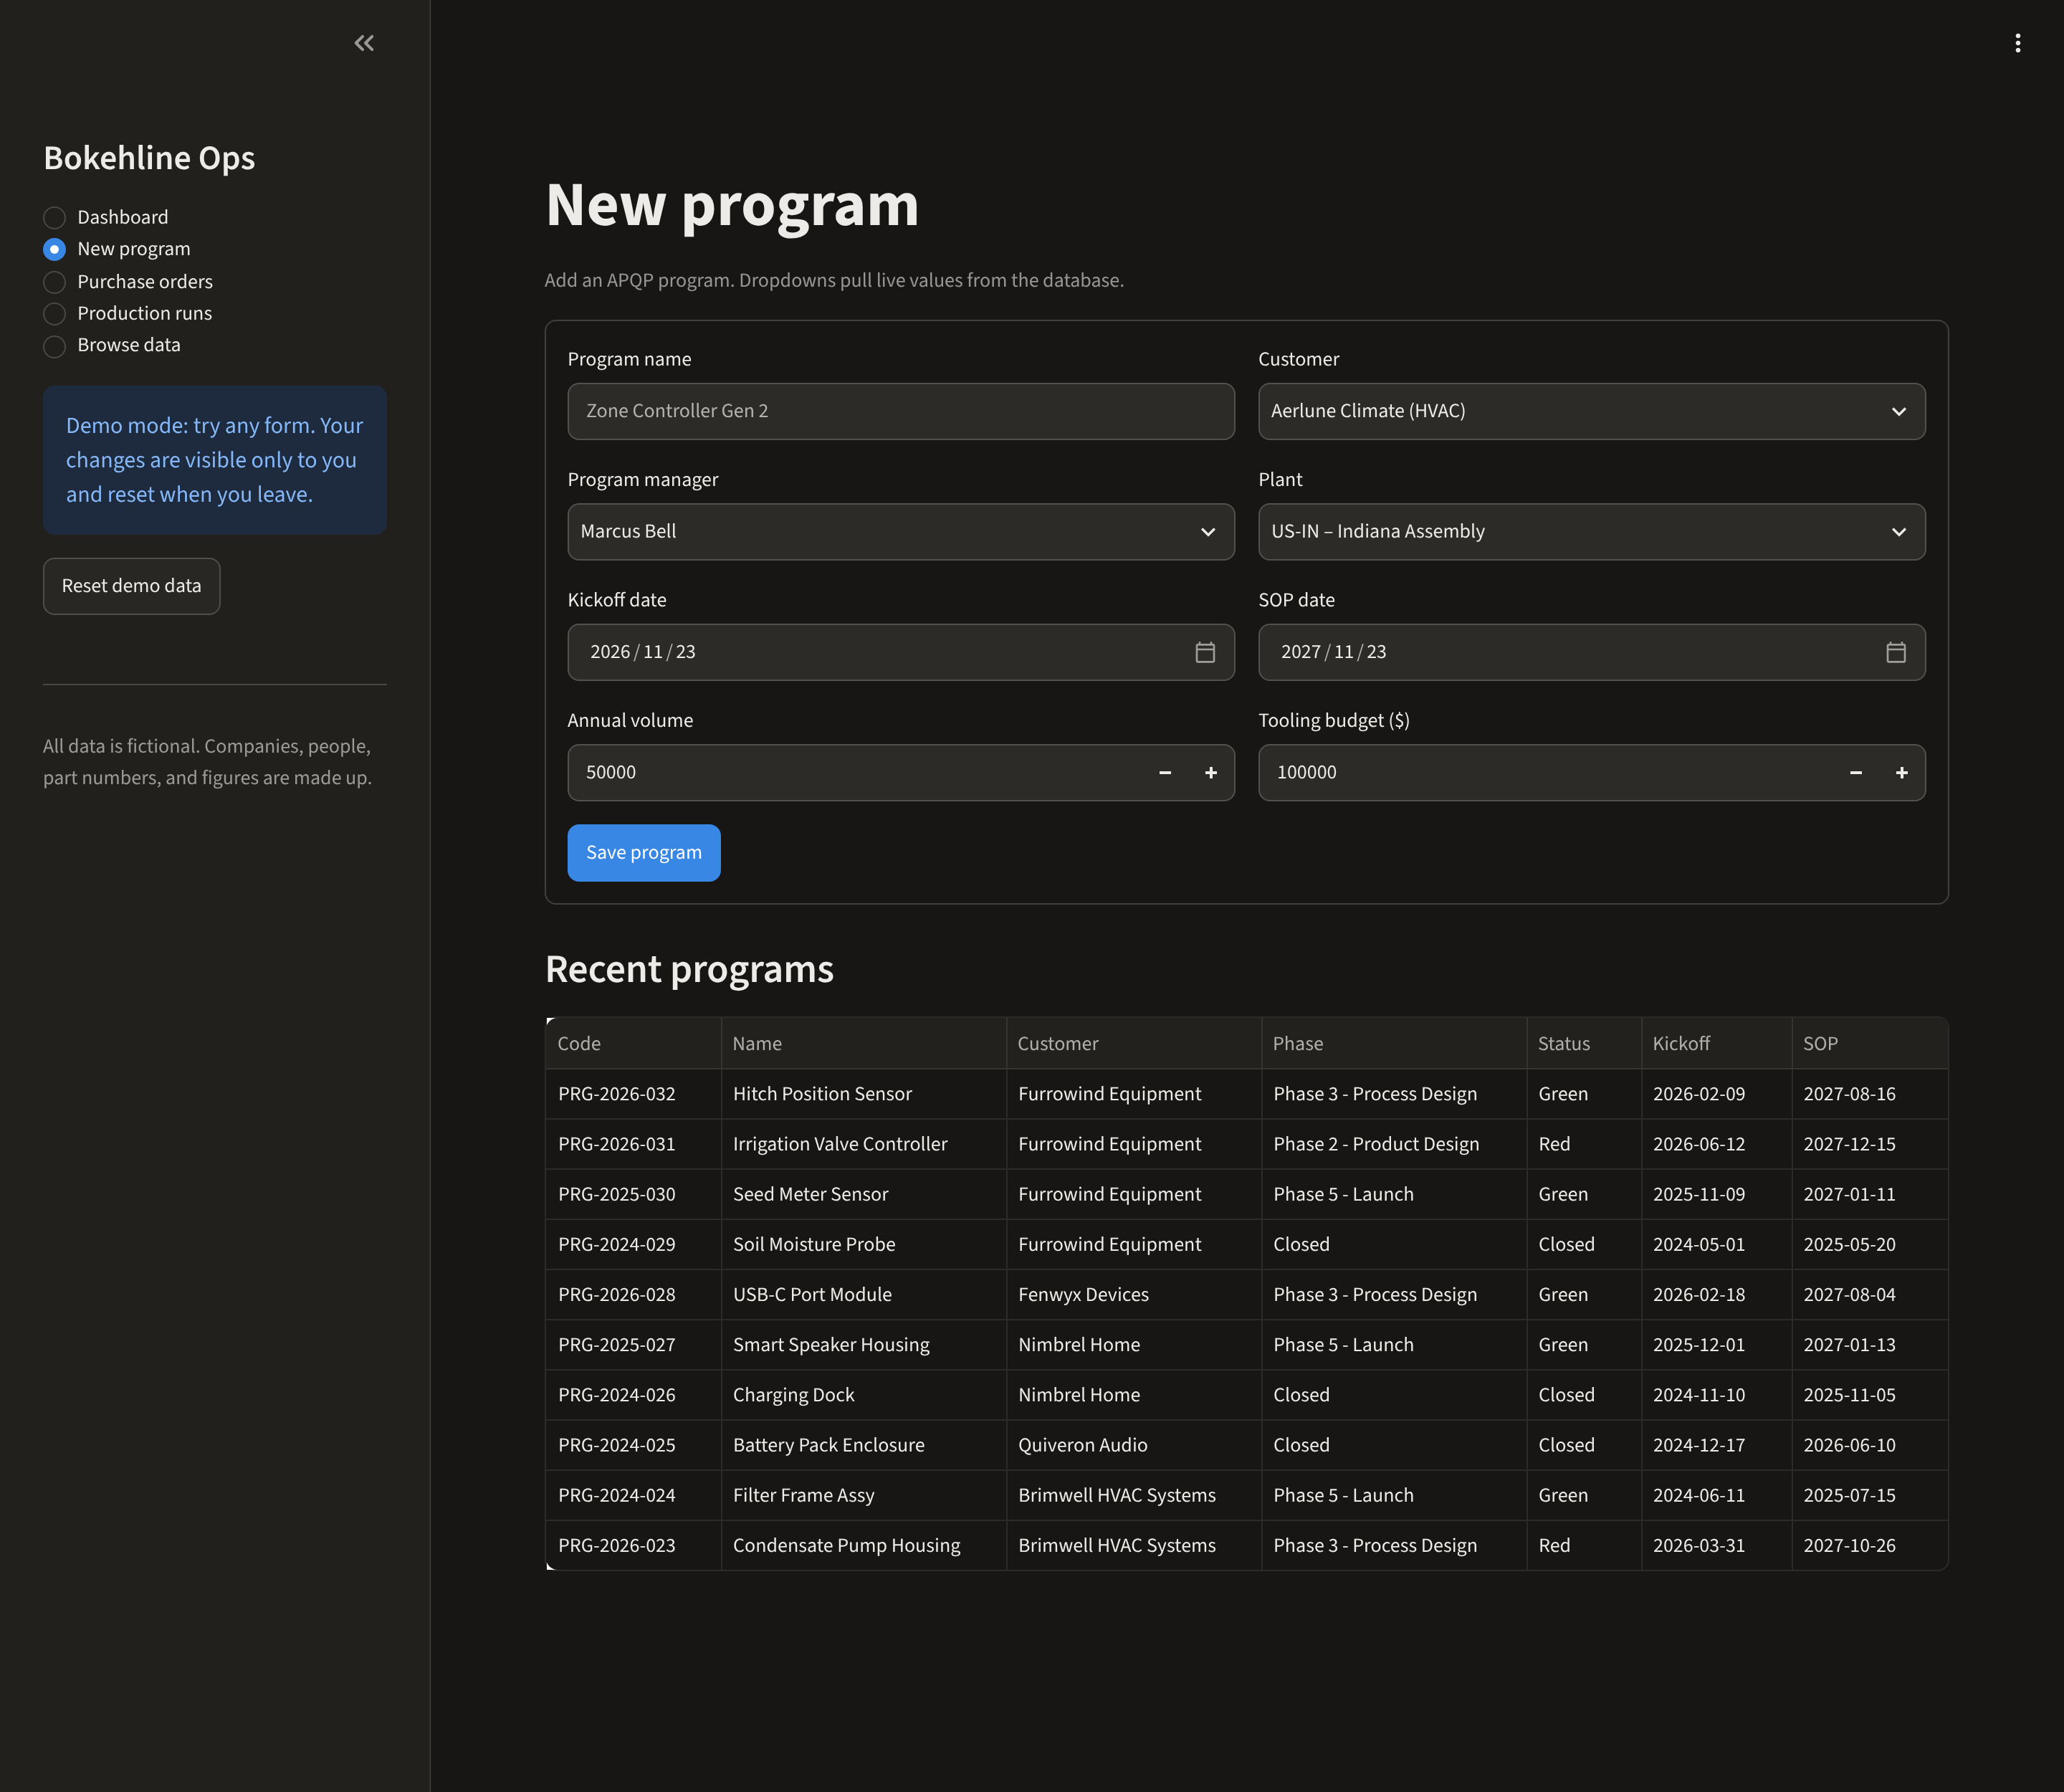 Bokehline Ops
Dashboard
New program
Purchase orders
Production runs
Browse data
Demo mode: try any form. Your
changes are visible only to you
and reset when you leave.
Reset demo data
All data is fictional. Companies, people,
part numbers, and figures are made up.
New program
Add an APQP program. Dropdowns pull live values from the database.
Program name Customer
Zone Controller Gen 2 Aerlune Climate (HVAC)
Program manager Plant
Marcus Bell US-IN – Indiana Assembly
Kickoff date SOP date
2026 / 11 / 23 2027 / 11 / 23
Annual volume Tooling budget ($)
50000 100000
Save program
Recent programs
Code Name Customer Phase Status Kickoff SOP
PRG-2026-032 Hitch Position Sensor Furrowind Equipment Phase 3 - Process Design Green 2026-02-09 2027-08-16
PRG-2026-031 Irrigation Valve Controller Furrowind Equipment Phase 2 - Product Design Red 2026-06-12 2027-12-15
PRG-2025-030 Seed Meter Sensor Furrowind Equipment Phase 5 - Launch Green 2025-11-09 2027-01-11
PRG-2024-029 Soil Moisture Probe Furrowind Equipment Closed Closed 2024-05-01 2025-05-20
PRG-2026-028 USB-C Port Module Fenwyx Devices Phase 3 - Process Design Green 2026-02-18 2027-08-04
PRG-2025-027 Smart Speaker Housing Nimbrel Home Phase 5 - Launch Green 2025-12-01 2027-01-13
PRG-2024-026 Charging Dock Nimbrel Home Closed Closed 2024-11-10 2025-11-05
PRG-2024-025 Battery Pack Enclosure Quiveron Audio Closed Closed 2024-12-17 2026-06-10
PRG-2024-024 Filter Frame Assy Brimwell HVAC Systems Phase 5 - Launch Green 2024-06-11 2025-07-15
PRG-2026-023 Condensate Pump Housing Brimwell HVAC Systems Phase 3 - Process Design Red 2026-03-31 2027-10-26